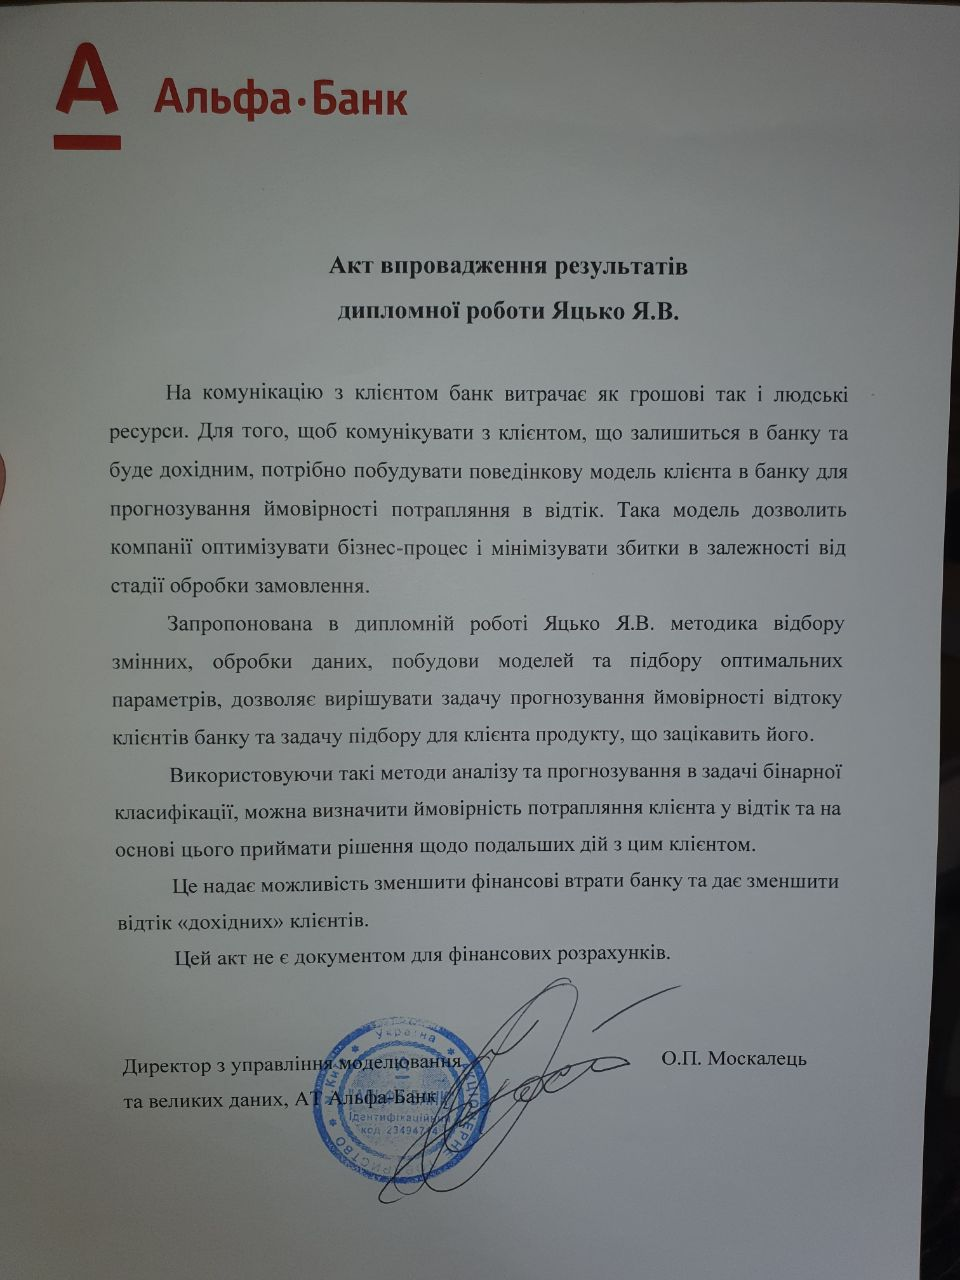 А
Альфа·Банк
Акт впровадження результатів
дипломної роботи Яцько Я.В.
На комунікацію з клієнтом банк витрачає як грошові так і людські
ресурси. Для того, щоб комунікувати з клієнтом, що залишиться в банку та
буде дохідним, потрібно побудувати поведінкову модель клієнта в банку для
прогнозування ймовірності потрапляння в відтік. Така модель дозволить
компанії оптимізувати бізнес-процес і мінімізувати збитки в залежності від
стадії обробки замовлення.
Запропонована в дипломній роботі Яцько Я.В. методика відбору
змінних, обробки даних, побудови моделей та підбору оптимальних
параметрів, дозволяє вирішувати задачу прогнозування ймовірності відтоку
клієнтів банку та задачу підбору для клієнта продукту, що зацікавить його.
Використовуючи такі методи аналізу та прогнозування в задачі бінарної
класифікації, можна визначити ймовірність потрапляння клієнта у відтік та на
основі цього приймати рішення щодо подальших дій з цим клієнтом.
Це надає можливість зменшити фінансові втрати банку та дає зменшити
відтік «дохідних» клієнтів.
Цей акт не є документом для фінансових розрахунків.
Директор з управління моделювання
та великих даних, АТ Альфа-Банк
О.П. Москалець
Україна
м. Київ
"АЛЬФА-БАНК"
Ідентифікаційний
код